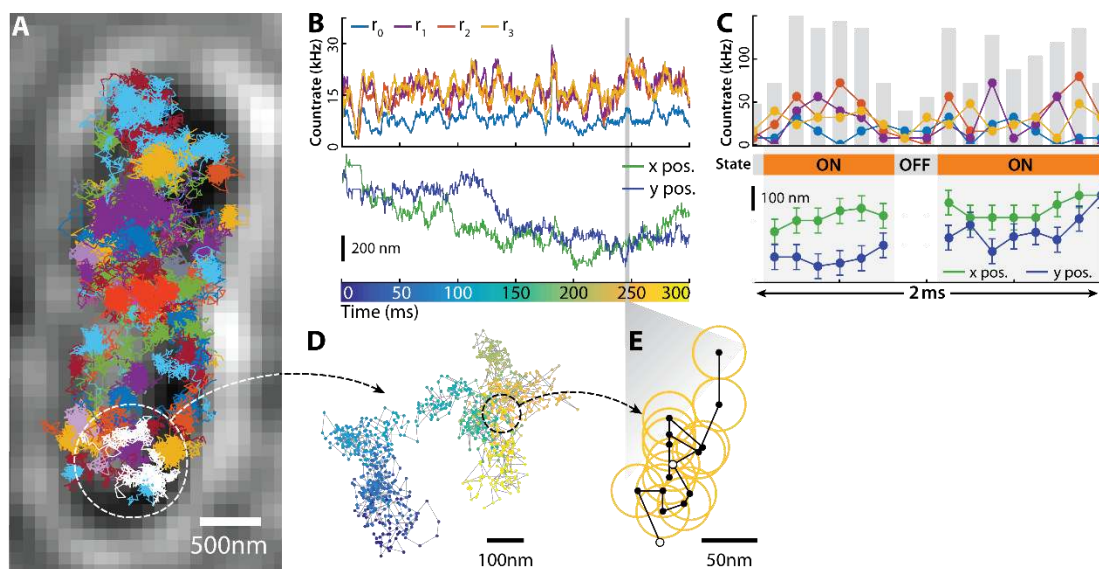 A
500nm
B
r0 r1 r2 r3
Countrate (kHz)
30
15
0
x pos.
y pos.
200 nm
0 50 100 150 200 250 300
Time (ms)
C
Countrate (kHz)
100
50
0
State ON OFF ON
100 nm
x pos. y pos.
2 ms
D
100nm
E
50nm